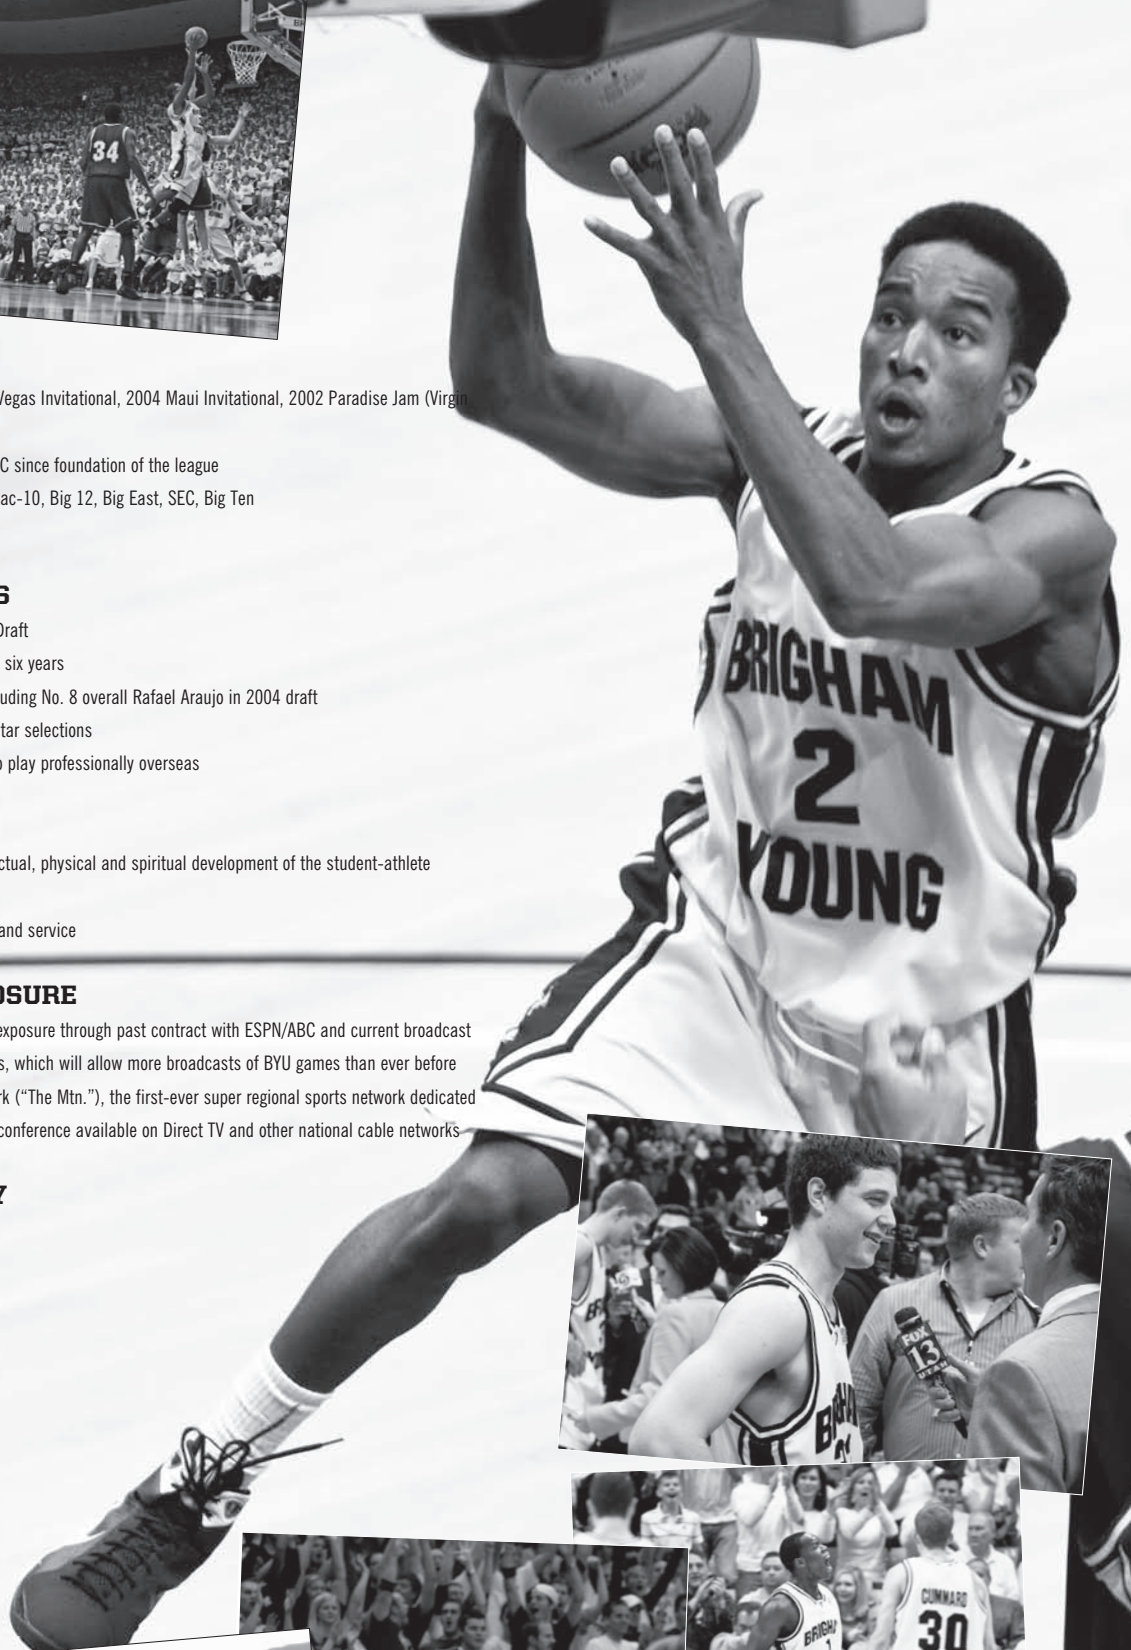 34
Vegas Invitational, 2004 Maui Invitational, 2002 Paradise Jam (Virgin
C since foundation of the league
ac-10, Big 12, Big East, SEC, Big Ten
S
Draft
six years
uding No. 8 overall Rafael Araujo in 2004 draft
tar selections
o play professionally overseas
ctual, physical and spiritual development of the student-athlete
and service
OSURE
exposure through past contract with ESPN/ABC and current broadcast
s, which will allow more broadcasts of BYU games than ever before
rk (“The Mtn.”), the first-ever super regional sports network dedicated
conference available on Direct TV and other national cable networks
Y
BRIGHAM
2
YOUNG
FOX
13
UTAH
BRIGHA
CUMMARD
30
BRIGHA